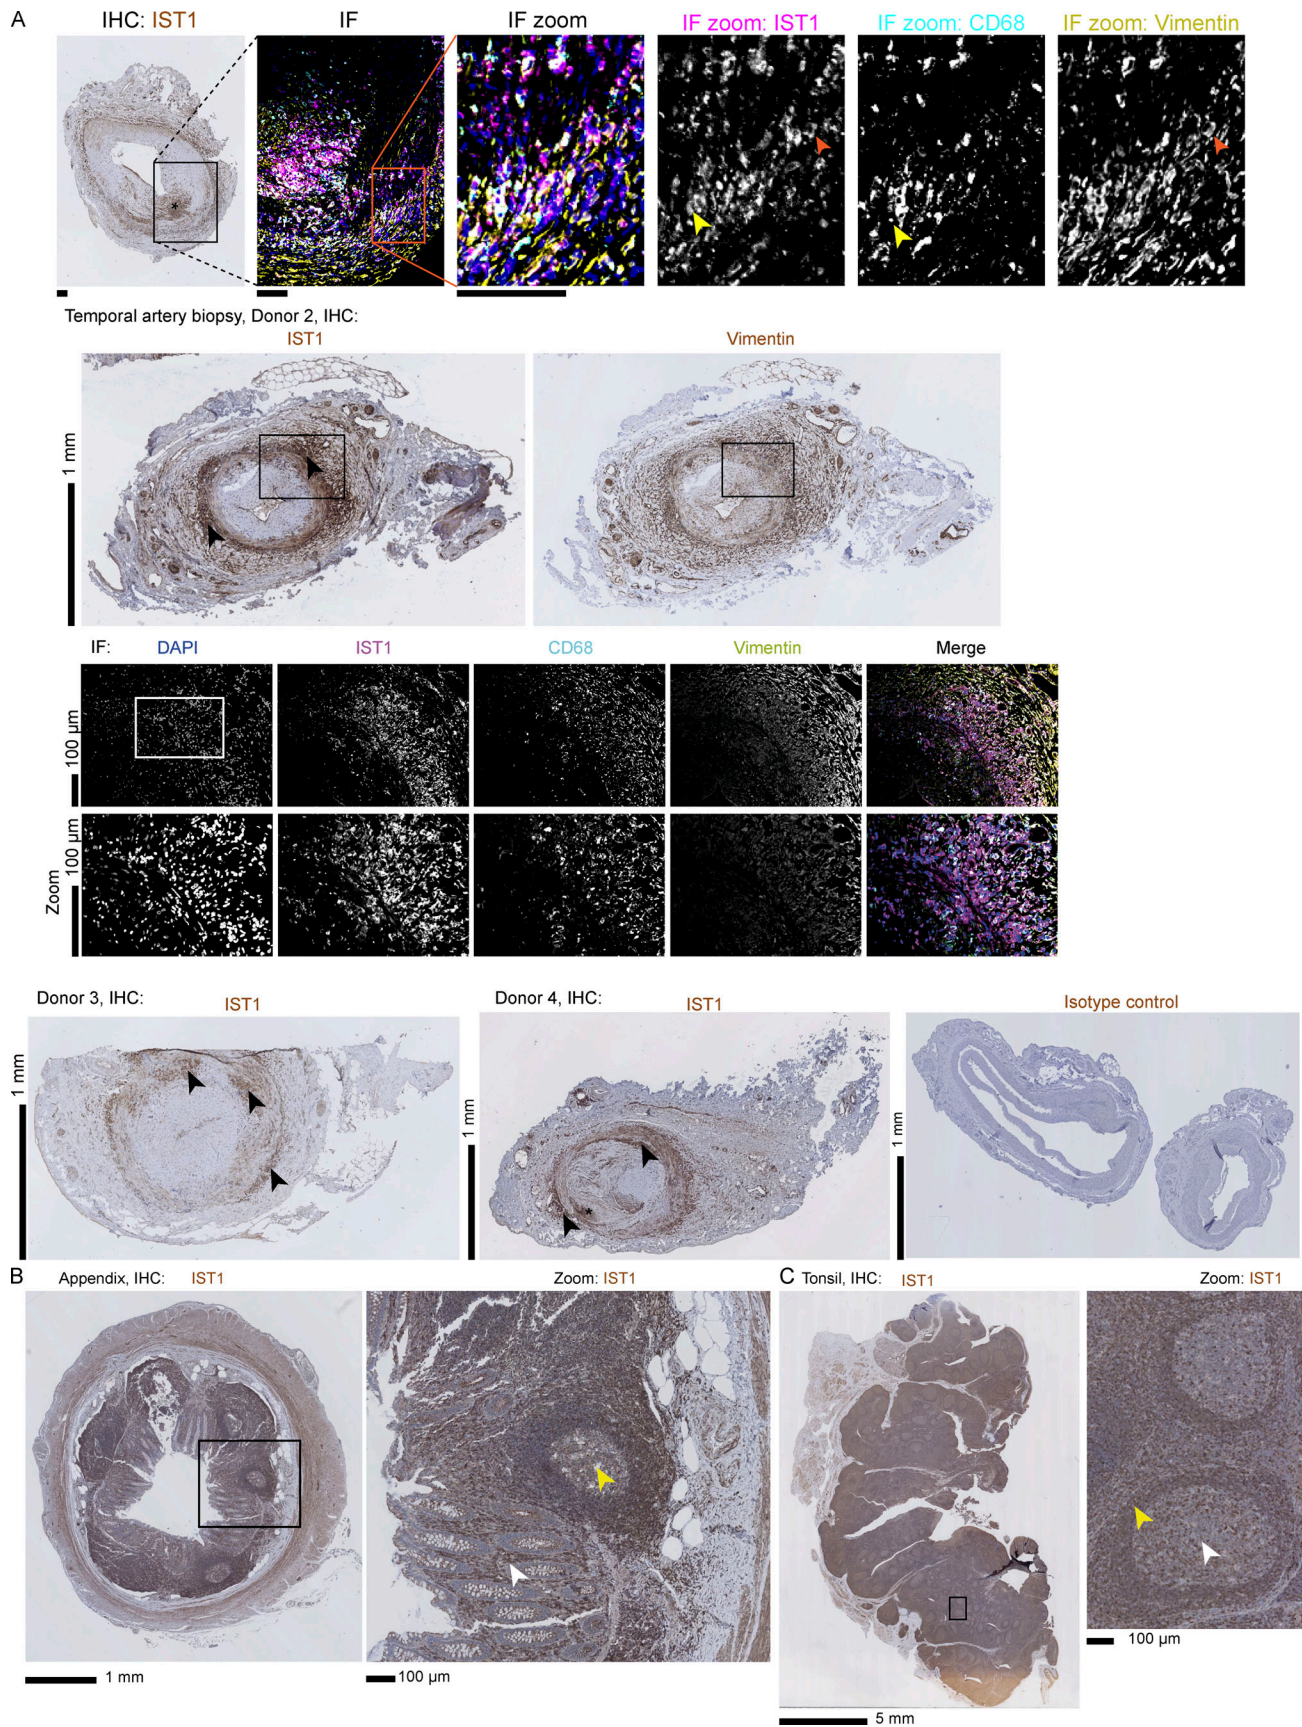 A
IHC: IST1
IF
IF zoom
IF zoom: IST1
IF zoom: CD68
IF zoom: Vimentin
*
Temporal artery biopsy, Donor 2, IHC:
IST1
Vimentin
1 mm
IF:
DAPI
IST1
CD68
Vimentin
Merge
100 µm
Zoom
100 µm
Donor 3, IHC:
IST1
Donor 4, IHC:
IST1
Isotype control
1 mm
1 mm
*
1 mm
B
Appendix, IHC: IST1
Zoom: IST1
C
Tonsil, IHC: IST1
Zoom: IST1
1 mm
100 µm
5 mm
100 µm